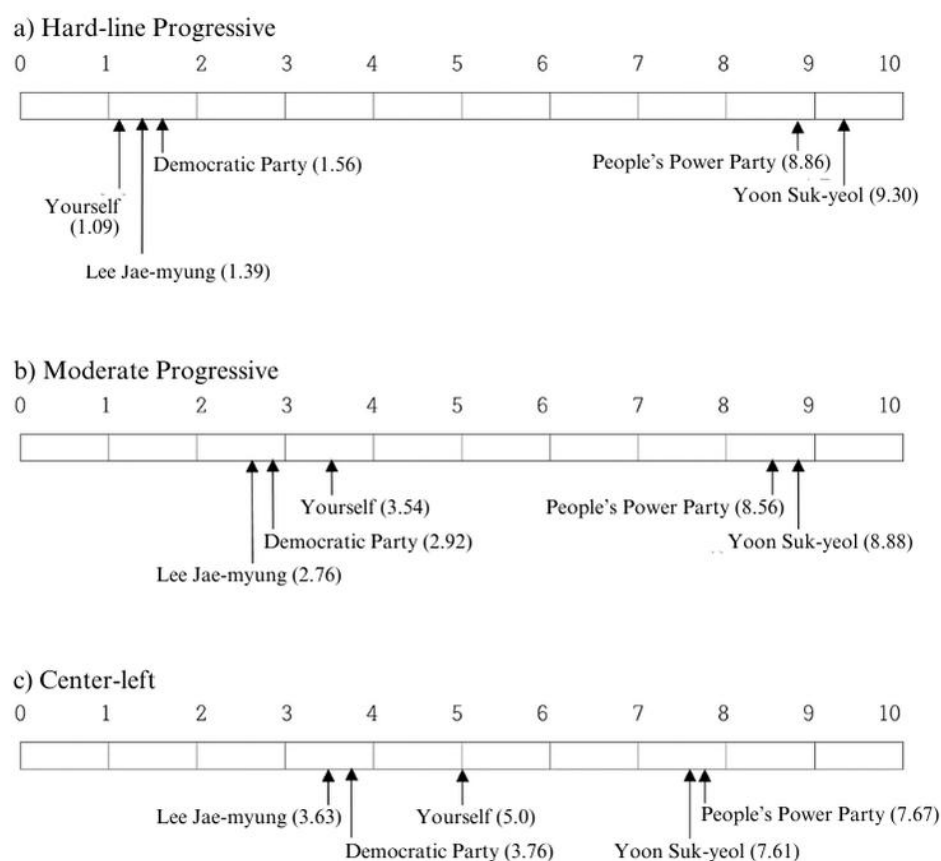 a) Hard-line Progressive
0 1 2 3 4 5 6 7 8 9 10
Democratic Party (1.56)
People's Power Party (8.86)
Yourself
(1.09)
Yoon Suk-yeol (9.30)
Lee Jae-myung (1.39)
b) Moderate Progressive
0 1 2 3 4 5 6 7 8 9 10
Yourself (3.54)
People's Power Party (8.56)
Democratic Party (2.92)
Yoon Suk-yeol (8.88)
Lee Jae-myung (2.76)
c) Center-left
0 1 2 3 4 5 6 7 8 9 10
Lee Jae-myung (3.63)
Yourself (5.0)
People's Power Party (7.67)
Democratic Party (3.76)
Yoon Suk-yeol (7.61)